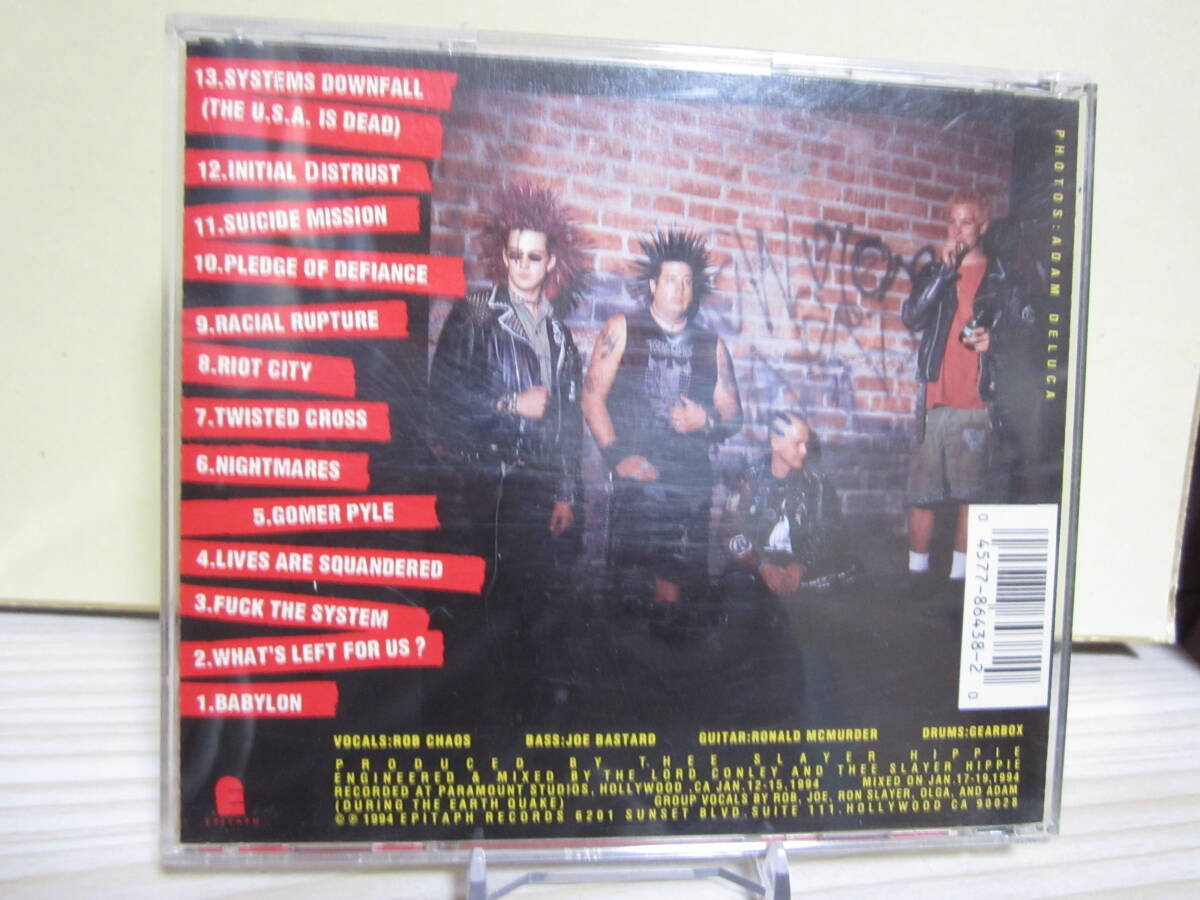 13.SYSTEMS DOWNFALL
(THE U.S.A. IS DEAD)
12.INITIAL DISTRUST
11.SUICIDE MISSION
10.PLEDGE OF DEFIANCE
9.RACIAL RUPTURE
8.RIOT CITY
7.TWISTED CROSS
6.NIGHTMARES
5.GOMER PYLE
4.LIVES ARE SQUANDERED
3.FUCK THE SYSTEM
2.WHAT'S LEFT FOR US?
1.BABYLON
PHOTOS:ADAM DELUCA
0 4577-86438-2 0
VOCALS:ROB CHAOS BASS:JOE BASTARD GUITAR:RONALD MCMURDER DRUMS:GEARBOX
PRODUCED BY THEE SLAYER HIPPIE
ENGINEERED & MIXED BY THE LORD CONLEY AND THEE SLAYER HIPPIE
RECORDED AT PARAMOUNT STUDIOS, HOLLYWOOD ,CA JAN.12-15,1994 MIXED ON JAN.17-19,1994
(DURING THE EARTH QUAKE) GROUP VOCALS BY ROB, JOE, RON SLAYER, OLGA, AND ADAM
©℗1994 EPITAPH RECORDS 6201 SUNSET BLVD.SUITE 111,HOLLYWOOD CA 90028
EPITAPH